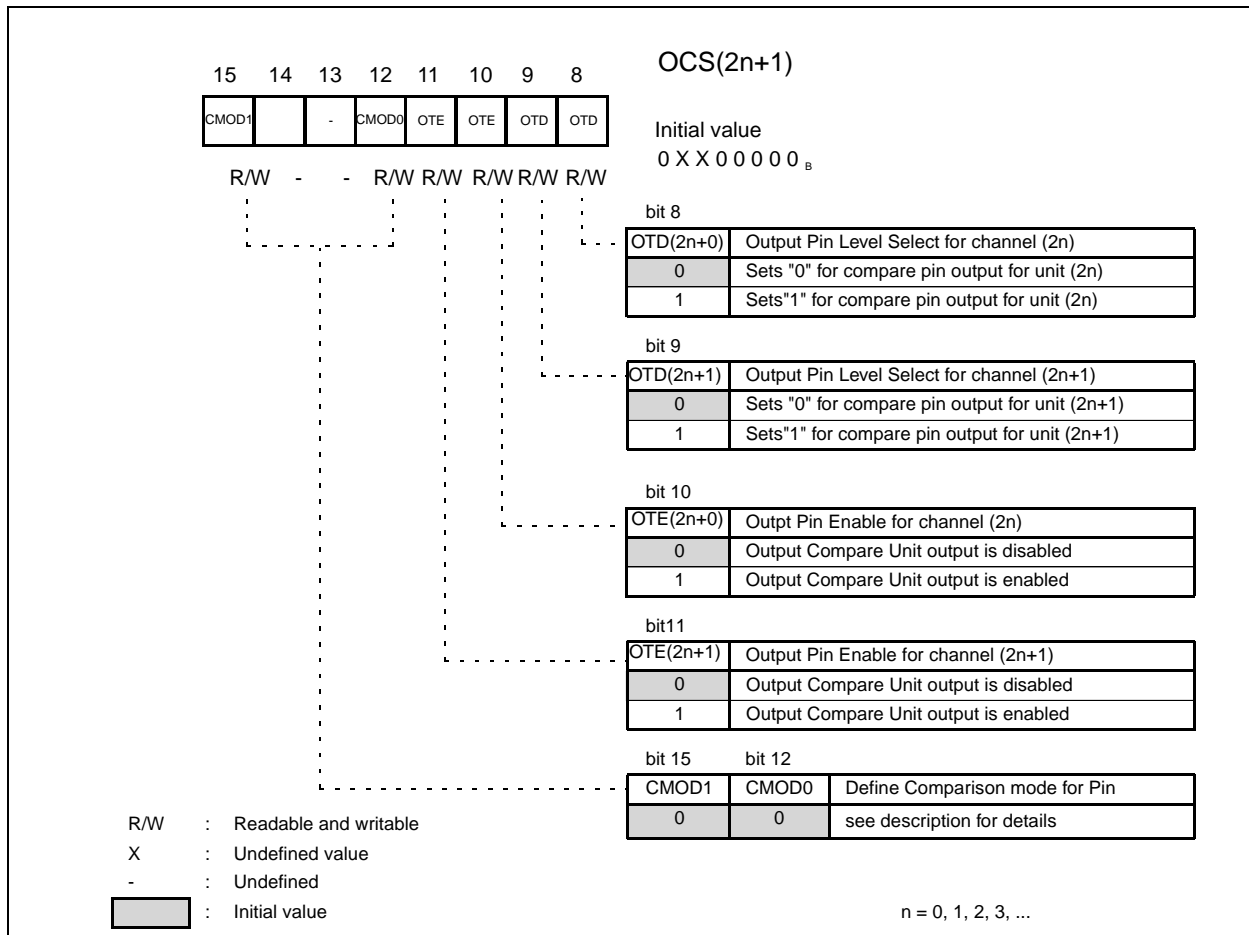 OCS(2n+1)
15 14 13 12 11 10 9 8
CMOD1 - CMOD0 OTE OTE OTD OTD
Initial value
0 X X 0 0 0 0 0 B
R/W - - R/W R/W R/W R/W R/W
bit 8
OTD(2n+0) Output Pin Level Select for channel (2n)
0 Sets "0" for compare pin output for unit (2n)
1 Sets"1" for compare pin output for unit (2n)
bit 9
OTD(2n+1) Output Pin Level Select for channel (2n+1)
0 Sets "0" for compare pin output for unit (2n+1)
1 Sets"1" for compare pin output for unit (2n+1)
bit 10
OTE(2n+0) Outpt Pin Enable for channel (2n)
0 Output Compare Unit output is disabled
1 Output Compare Unit output is enabled
bit11
OTE(2n+1) Output Pin Enable for channel (2n+1)
0 Output Compare Unit output is disabled
1 Output Compare Unit output is enabled
bit 15 bit 12
CMOD1 CMOD0 Define Comparison mode for Pin
0 0 see description for details
R/W : Readable and writable
X : Undefined value
- : Undefined
: Initial value
n = 0, 1, 2, 3, ...